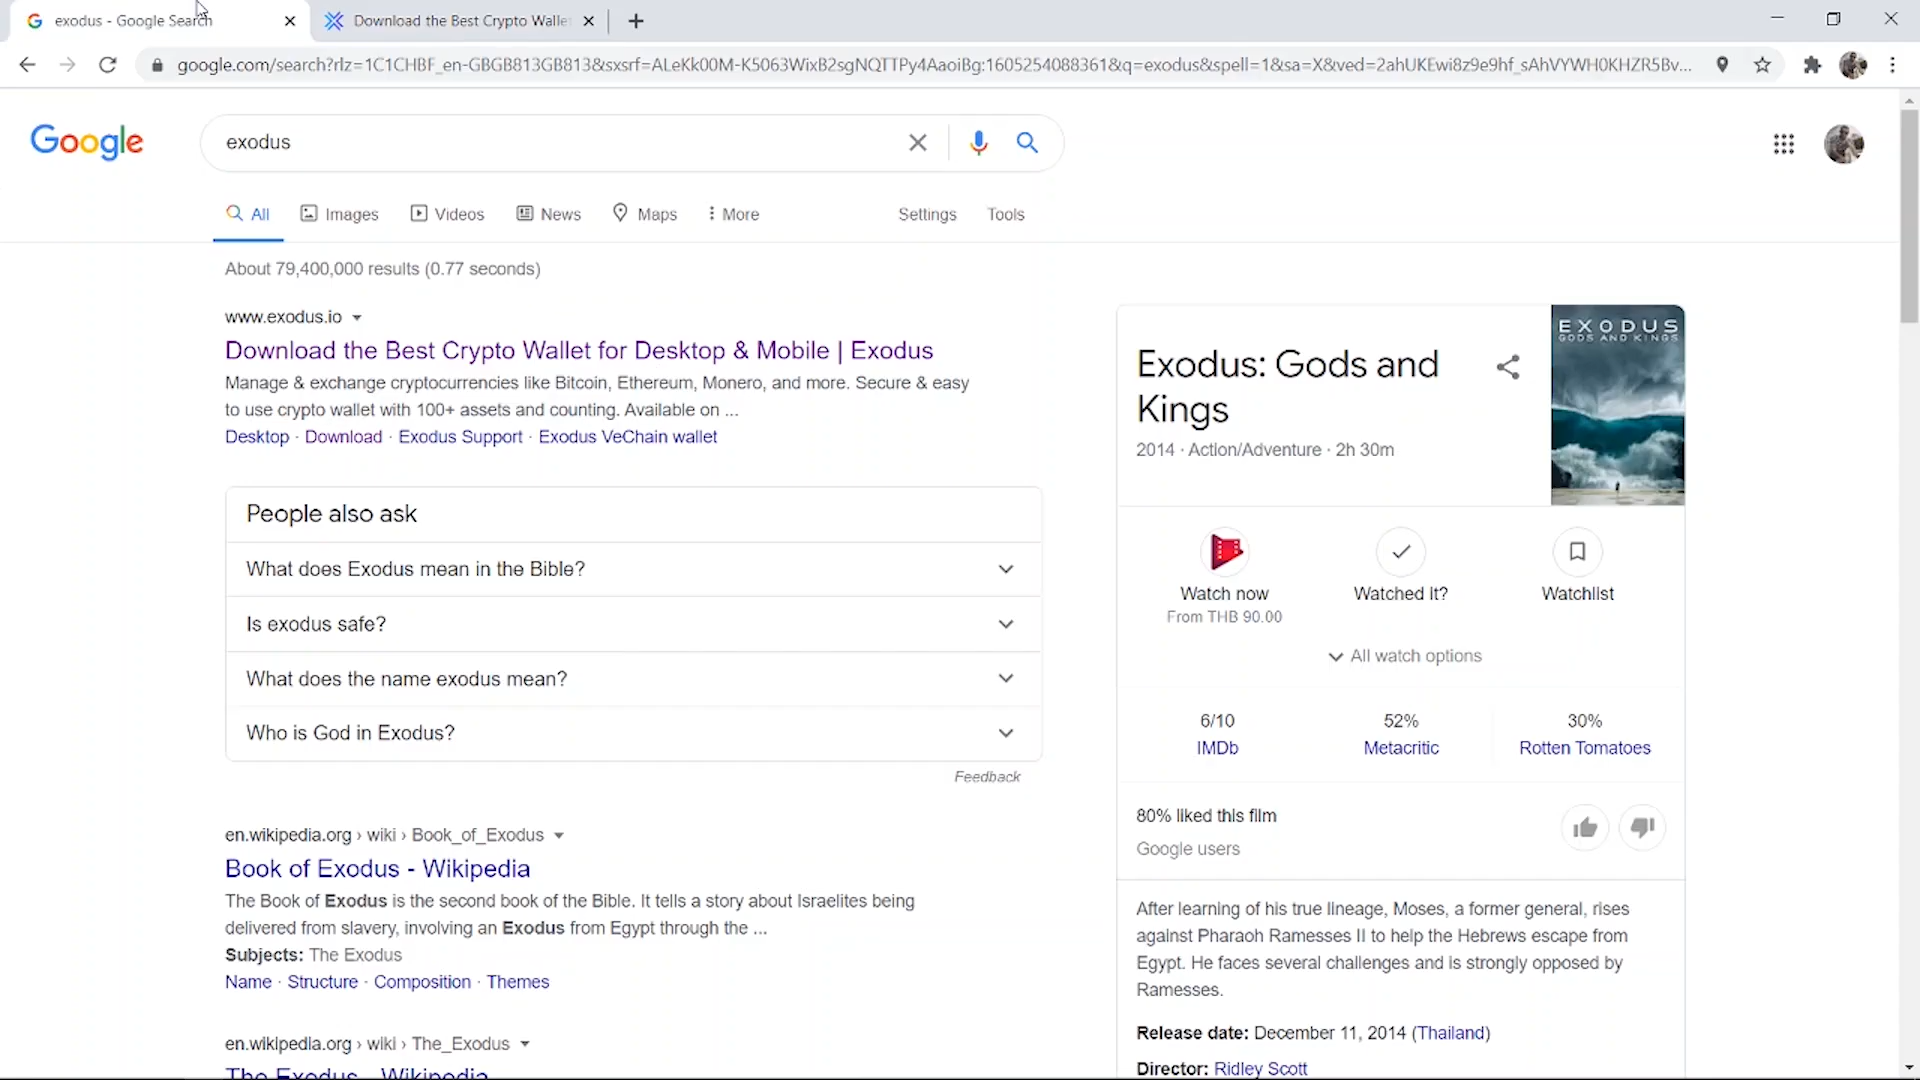 exodus - Google Search
Download the Best Crypto Wallet
google.com/search?rlz=1C1CHBF_en-GBGB813GB813&sxsrf=ALeKk00M-K5063WixB2sgNQTTPy4AaoiBg:1605254088361&q=exodus&spell=1&sa=X&ved=2ahUKEwi8z9e9hf_sAhVYWH0KHZR5Bv...
Google
exodus
All Images Videos News Maps More Settings Tools
About 79,400,000 results (0.77 seconds)
www.exodus.io
Download the Best Crypto Wallet for Desktop & Mobile | Exodus
Manage & exchange cryptocurrencies like Bitcoin, Ethereum, Monero, and more. Secure & easy
to use crypto wallet with 100+ assets and counting. Available on ...
Desktop · Download · Exodus Support · Exodus VeChain wallet
People also ask
What does Exodus mean in the Bible?
Is exodus safe?
What does the name exodus mean?
Who is God in Exodus?
Feedback
en.wikipedia.org › wiki › Book_of_Exodus
Book of Exodus - Wikipedia
The Book of Exodus is the second book of the Bible. It tells a story about Israelites being
delivered from slavery, involving an Exodus from Egypt through the ...
Subjects: The Exodus
Name · Structure · Composition · Themes
en.wikipedia.org › wiki › The_Exodus
The Exodus - Wikipedia
Exodus: Gods and
Kings
2014 · Action/Adventure · 2h 30m
EXODUS
GODS AND KINGS
Watch now
From THB 90.00
Watched it?
Watchlist
All watch options
6/10
IMDb
52%
Metacritic
30%
Rotten Tomatoes
80% liked this film
Google users
After learning of his true lineage, Moses, a former general, rises
against Pharaoh Ramesses II to help the Hebrews escape from
Egypt. He faces several challenges and is strongly opposed by
Ramesses.
Release date: December 11, 2014 (Thailand)
Director: Ridley Scott